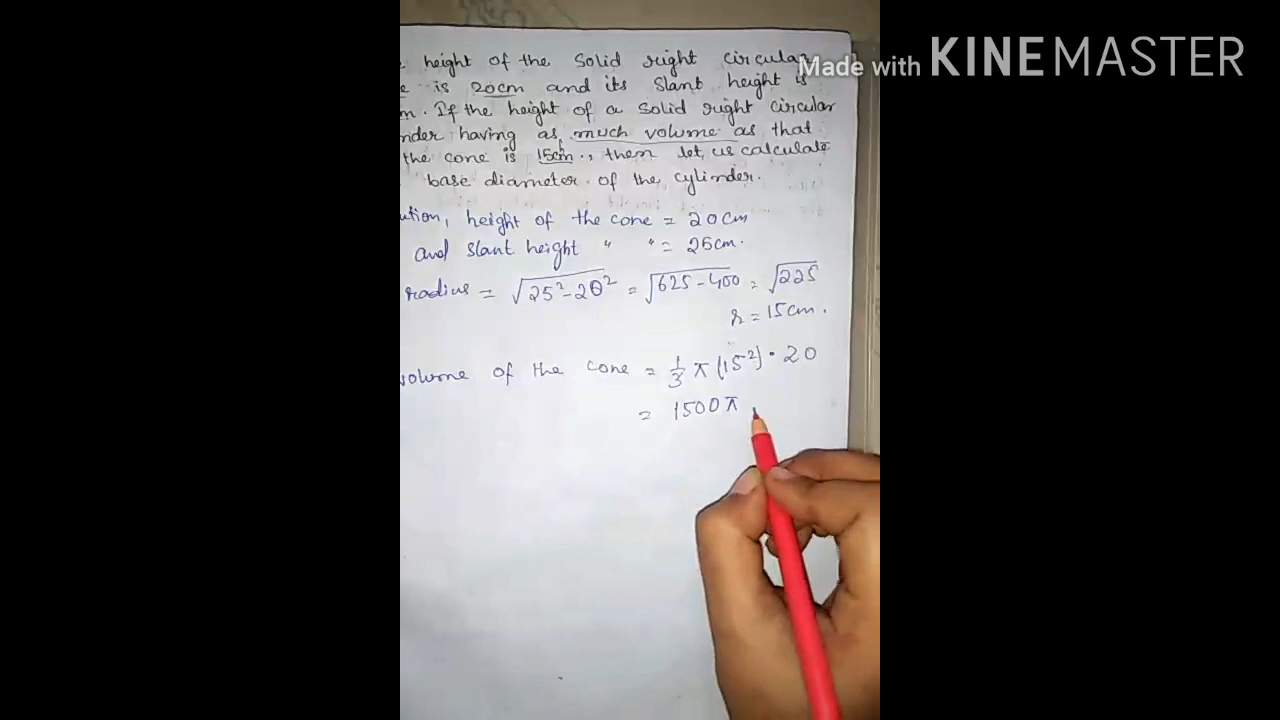 Made with KINEMASTER
height of the Solid right circular
is 20cm and its slant height is
m. If the height of a solid right circular
nder having as much volume as that
the cone is 15cm., then let us calculate
base diameter of the cylinder.
ution, height of the cone = 20cm
and slant height " " = 25cm.
radius = √25²-20² = √625-400 = √225
r = 15cm.
volume of the cone = 1/3 π (15²) · 20
= 1500π